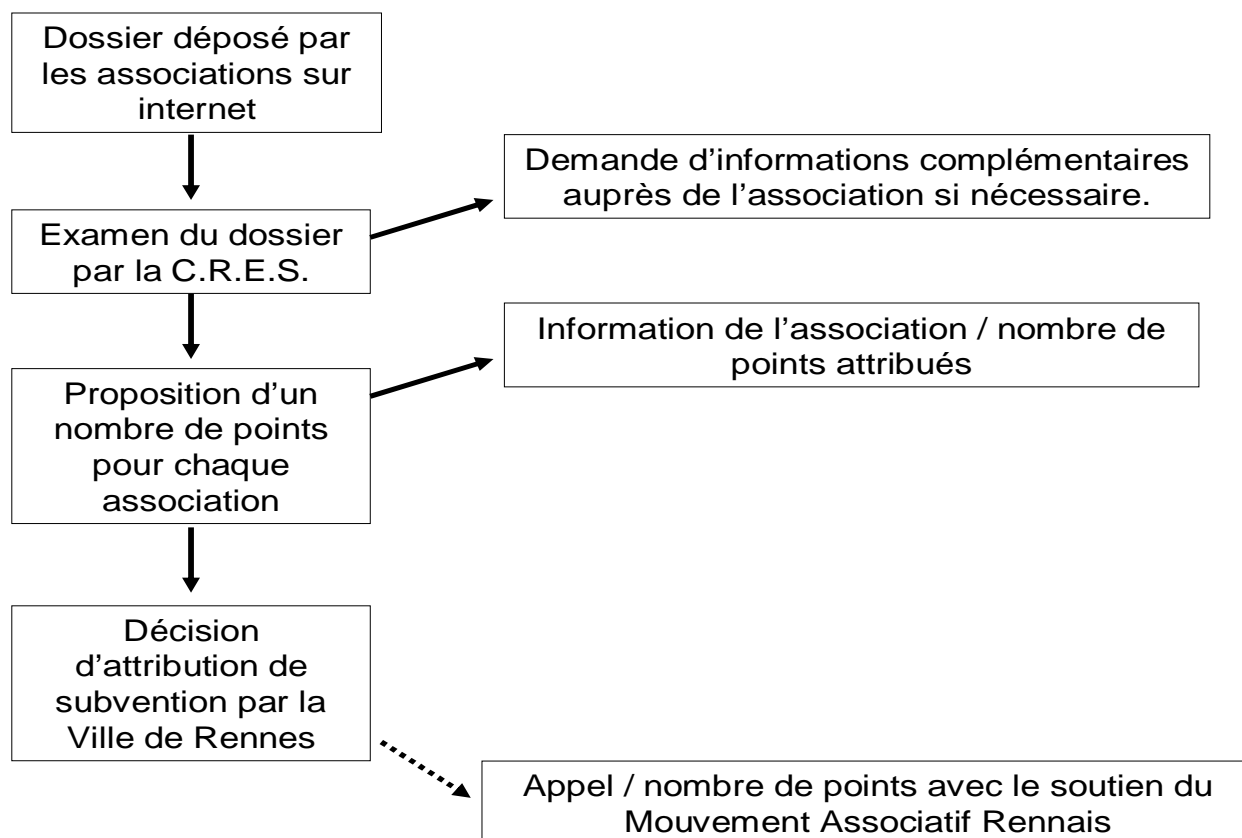 Dossier déposé par
les associations sur
internet
Demande d’informations complémentaires
auprès de l’association si nécessaire.
Examen du dossier
par la C.R.E.S.
Information de l’association / nombre de
points attribués
Proposition d’un
nombre de points
pour chaque
association
Décision
d’attribution de
subvention par la
Ville de Rennes
Appel / nombre de points avec le soutien du
Mouvement Associatif Rennais